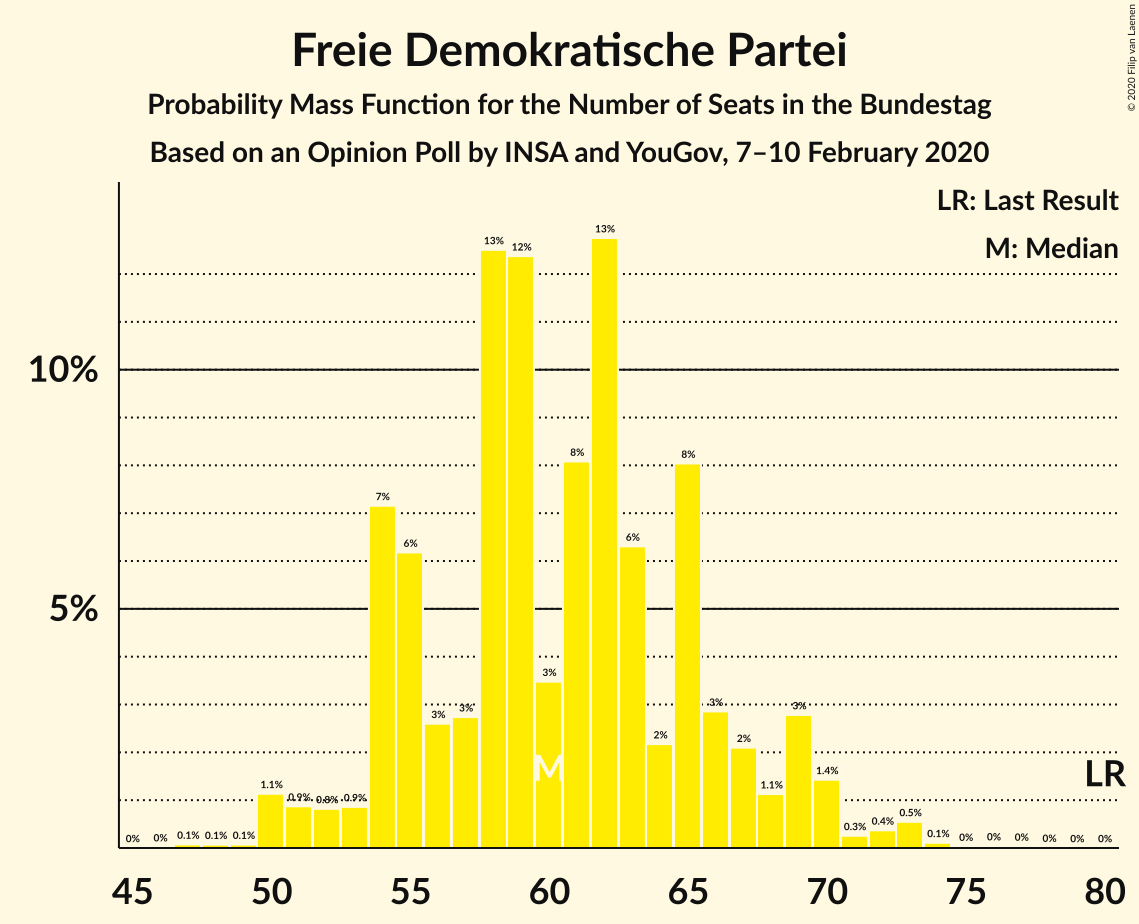 Freie Demokratische Partei
Probability Mass Function for the Number of Seats in the Bundestag
Based on an Opinion Poll by INSA and YouGov, 7–10 February 2020
© 2020 Filip van Laenen
LR: Last Result
M: Median
10%
5%
0% 0% 0.1% 0.1% 0.1% 1.1% 0.9% 0.8% 0.9% 7% 6% 3% 3% 13% 12% 3% 8% 13% 6% 2% 8% 3% 2% 1.1% 3% 1.4% 0.3% 0.4% 0.5% 0.1% 0% 0% 0% 0% 0% 0%
M
LR
45 50 55 60 65 70 75 80